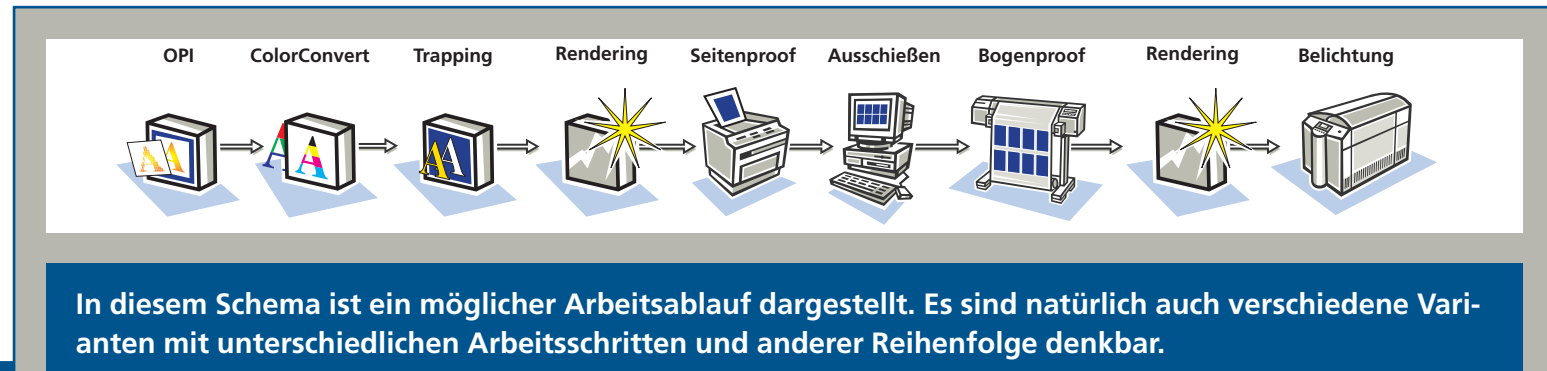 OPI ColorConvert Trapping Rendering Seitenproof Ausschießen Bogenproof Rendering Belichtung
In diesem Schema ist ein möglicher Arbeitsablauf dargestellt. Es sind natürlich auch verschiedene Vari-
anten mit unterschiedlichen Arbeitsschritten und anderer Reihenfolge denkbar.